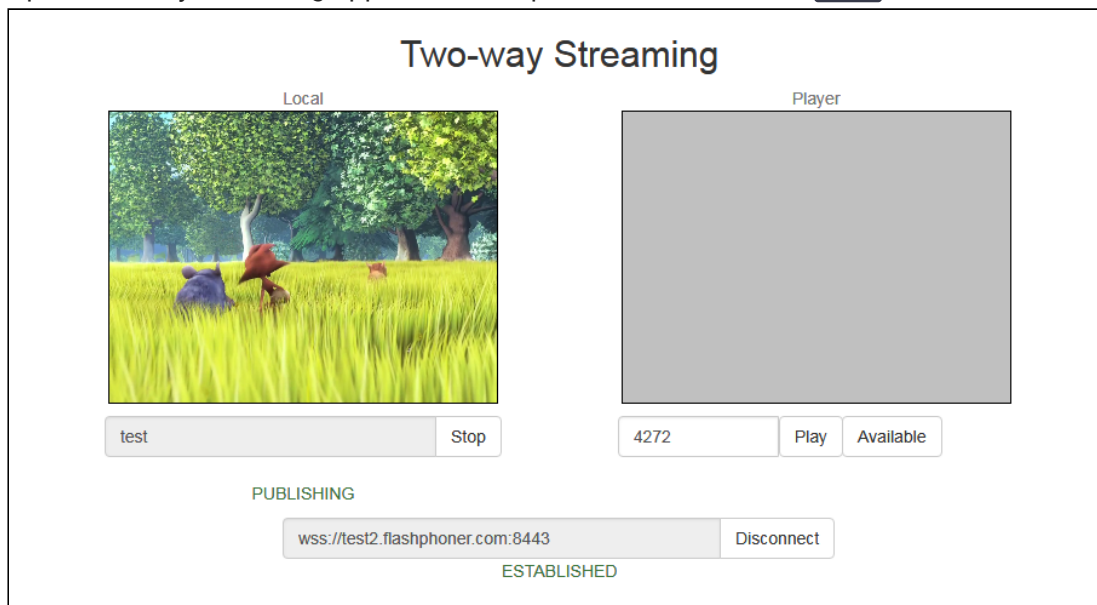 Two-way Streaming
Local
Player
test
Stop
4272
Play
Available
PUBLISHING
wss://test2.flashphoner.com:8443
Disconnect
ESTABLISHED